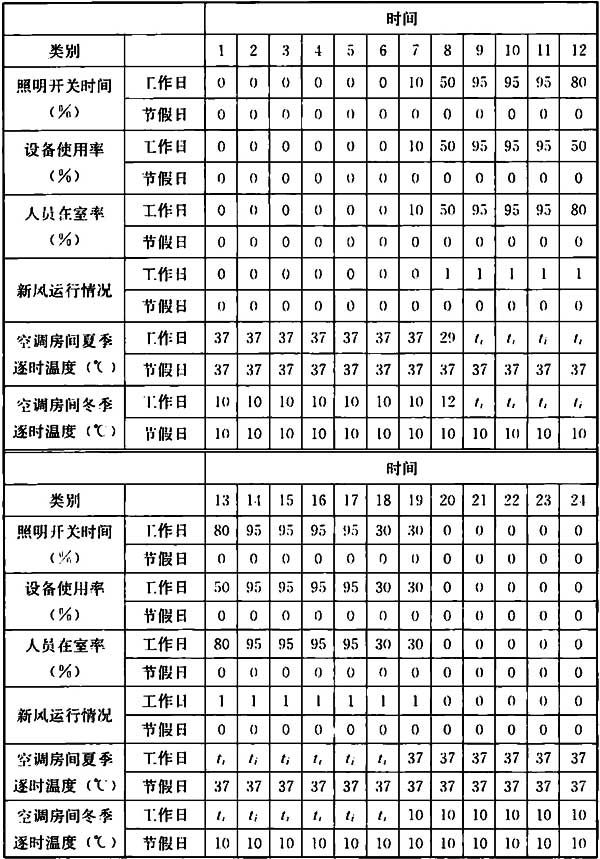 时间
类别 1 2 3 4 5 6 7 8 9 10 11 12
照明开关时间 工作日 0 0 0 0 0 0 10 50 95 95 95 80
(%) 节假日 0 0 0 0 0 0 0 0 0 0 0 0
设备使用率 工作日 0 0 0 0 0 0 10 50 95 95 95 50
(%) 节假日 0 0 0 0 0 0 0 0 0 0 0 0
人员在室率 工作日 0 0 0 0 0 0 10 50 95 95 95 80
(%) 节假日 0 0 0 0 0 0 0 0 0 0 0 0
新风运行情况 工作日 0 0 0 0 0 0 0 1 1 1 1 1
节假日 0 0 0 0 0 0 0 0 0 0 0 0
空调房间夏季 工作日 37 37 37 37 37 37 37 29 tᵢ tᵢ tᵢ tᵢ
逐时温度(℃) 节假日 37 37 37 37 37 37 37 37 37 37 37 37
空调房间冬季 工作日 10 10 10 10 10 10 10 12 tᵢ tᵢ tᵢ tᵢ
逐时温度(℃) 节假日 10 10 10 10 10 10 10 10 10 10 10 10
时间
类别 13 14 15 16 17 18 19 20 21 22 23 24
照明开关时间 工作日 80 95 95 95 95 30 30 0 0 0 0 0
(%) 节假日 0 0 0 0 0 0 0 0 0 0 0 0
设备使用率 工作日 50 95 95 95 95 30 30 0 0 0 0 0
(%) 节假日 0 0 0 0 0 0 0 0 0 0 0 0
人员在室率 工作日 80 95 95 95 95 30 30 0 0 0 0 0
(%) 节假日 0 0 0 0 0 0 0 0 0 0 0 0
新风运行情况 工作日 1 1 1 1 1 1 1 0 0 0 0 0
节假日 0 0 0 0 0 0 0 0 0 0 0 0
空调房间夏季 工作日 tᵢ tᵢ tᵢ tᵢ tᵢ tᵢ 37 37 37 37 37 37
逐时温度(℃) 节假日 37 37 37 37 37 37 37 37 37 37 37 37
空调房间冬季 工作日 tᵢ tᵢ tᵢ tᵢ tᵢ tᵢ 10 10 10 10 10 10
逐时温度(℃) 节假日 10 10 10 10 10 10 10 10 10 10 10 10